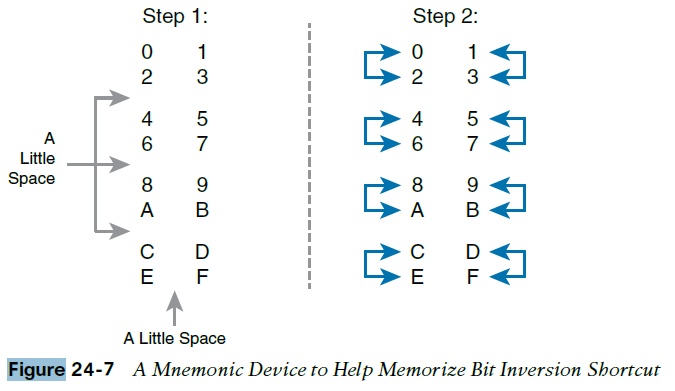 Step 1:
Step 2:
0 1
2 3
4 5
6 7
8 9
A B
C D
E F
A
Little
Space
A Little Space
0 1
2 3
4 5
6 7
8 9
A B
C D
E F
Figure 24-7 A Mnemonic Device to Help Memorize Bit Inversion Shortcut